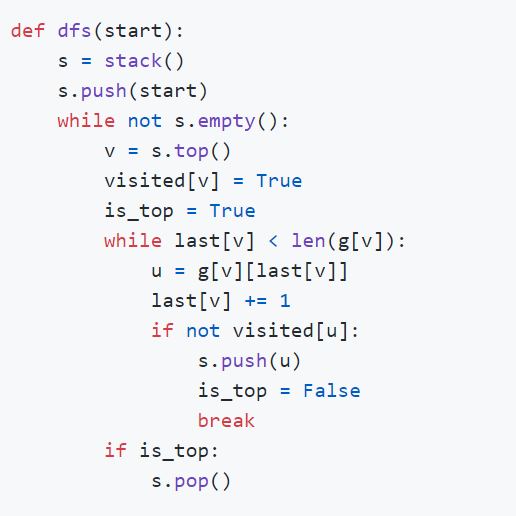 def dfs(start):
    s = stack()
    s.push(start)
    while not s.empty():
        v = s.top()
        visited[v] = True
        is_top = True
        while last[v] < len(g[v]):
            u = g[v][last[v]]
            last[v] += 1
            if not visited[u]:
                s.push(u)
                is_top = False
                break
        if is_top:
            s.pop()